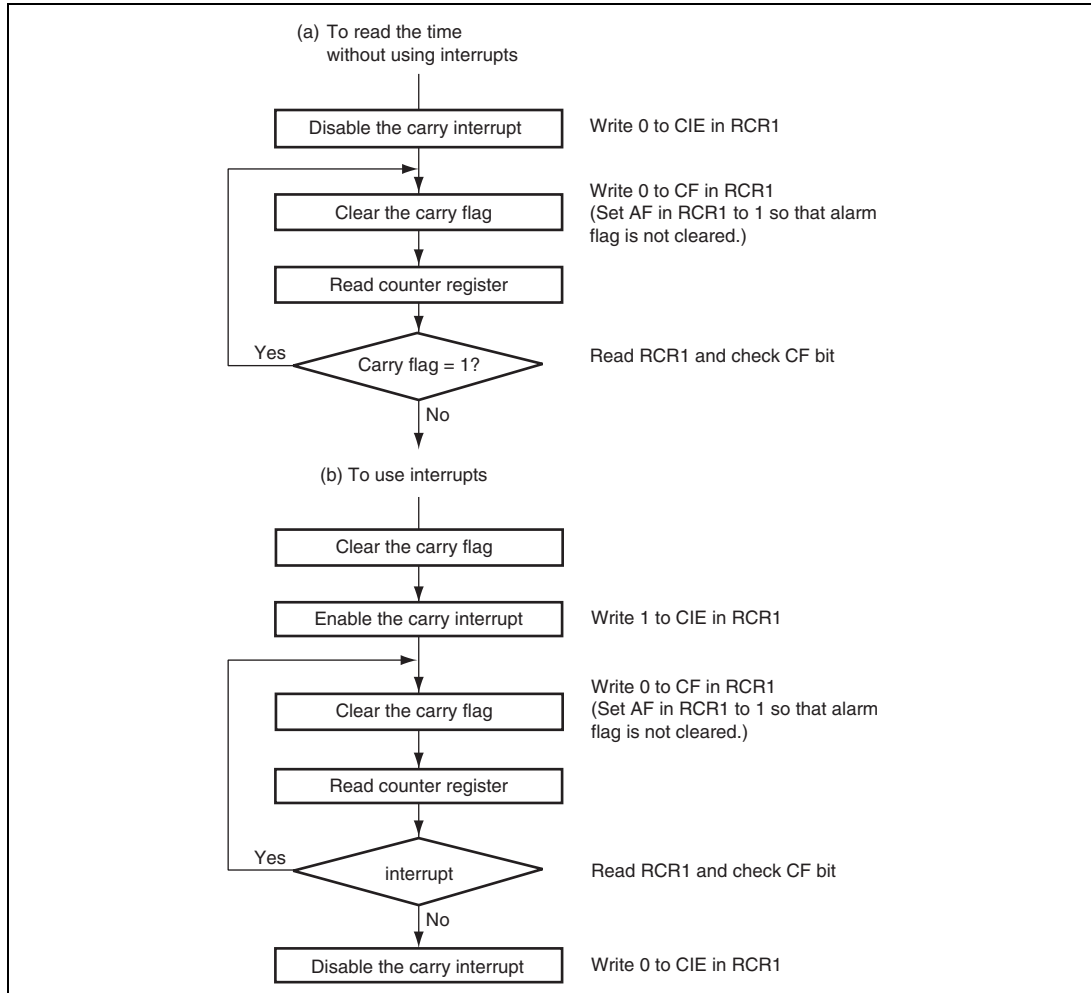 (a) To read the time
without using interrupts
Disable the carry interrupt
Write 0 to CIE in RCR1
Clear the carry flag
Write 0 to CF in RCR1
(Set AF in RCR1 to 1 so that alarm
flag is not cleared.)
Read counter register
Yes
Carry flag = 1?
Read RCR1 and check CF bit
No
(b) To use interrupts
Clear the carry flag
Enable the carry interrupt
Write 1 to CIE in RCR1
Clear the carry flag
Write 0 to CF in RCR1
(Set AF in RCR1 to 1 so that alarm
flag is not cleared.)
Read counter register
Yes
interrupt
Read RCR1 and check CF bit
No
Disable the carry interrupt
Write 0 to CIE in RCR1